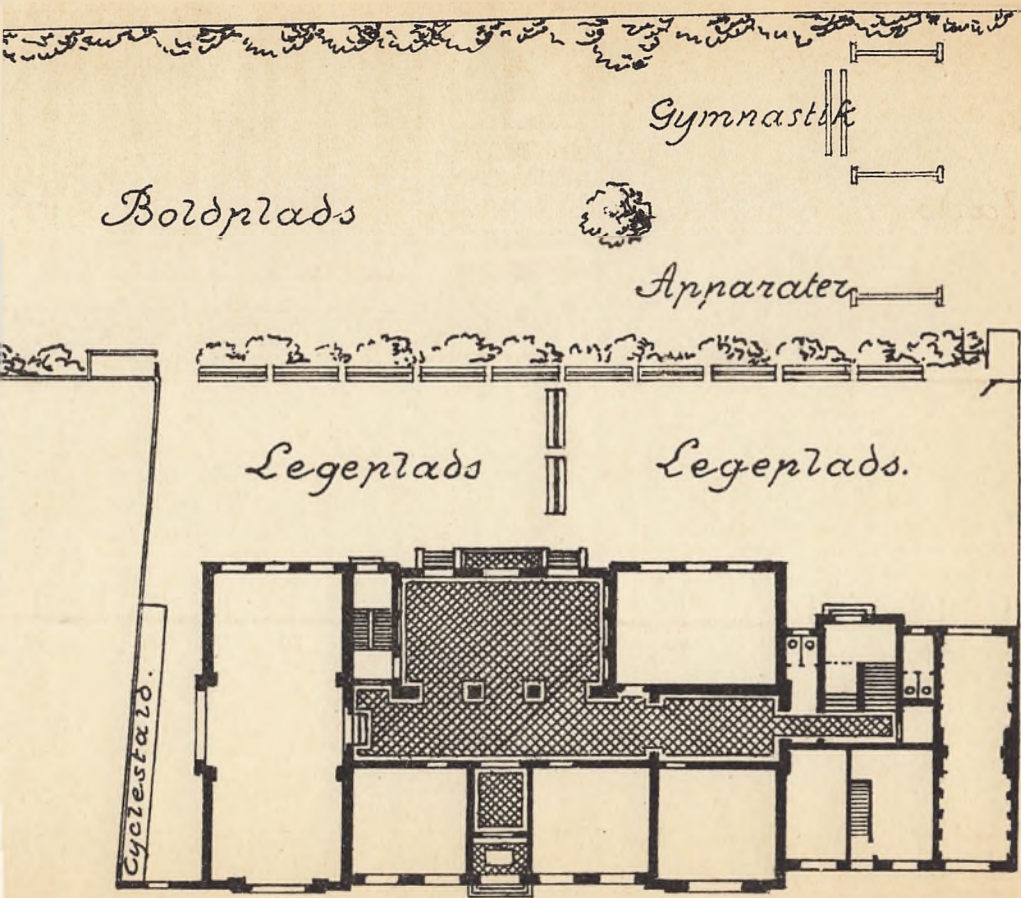 Gymnastik
Boldplads
Apparater
Legeplads
Legeplads.
Cyclestald.